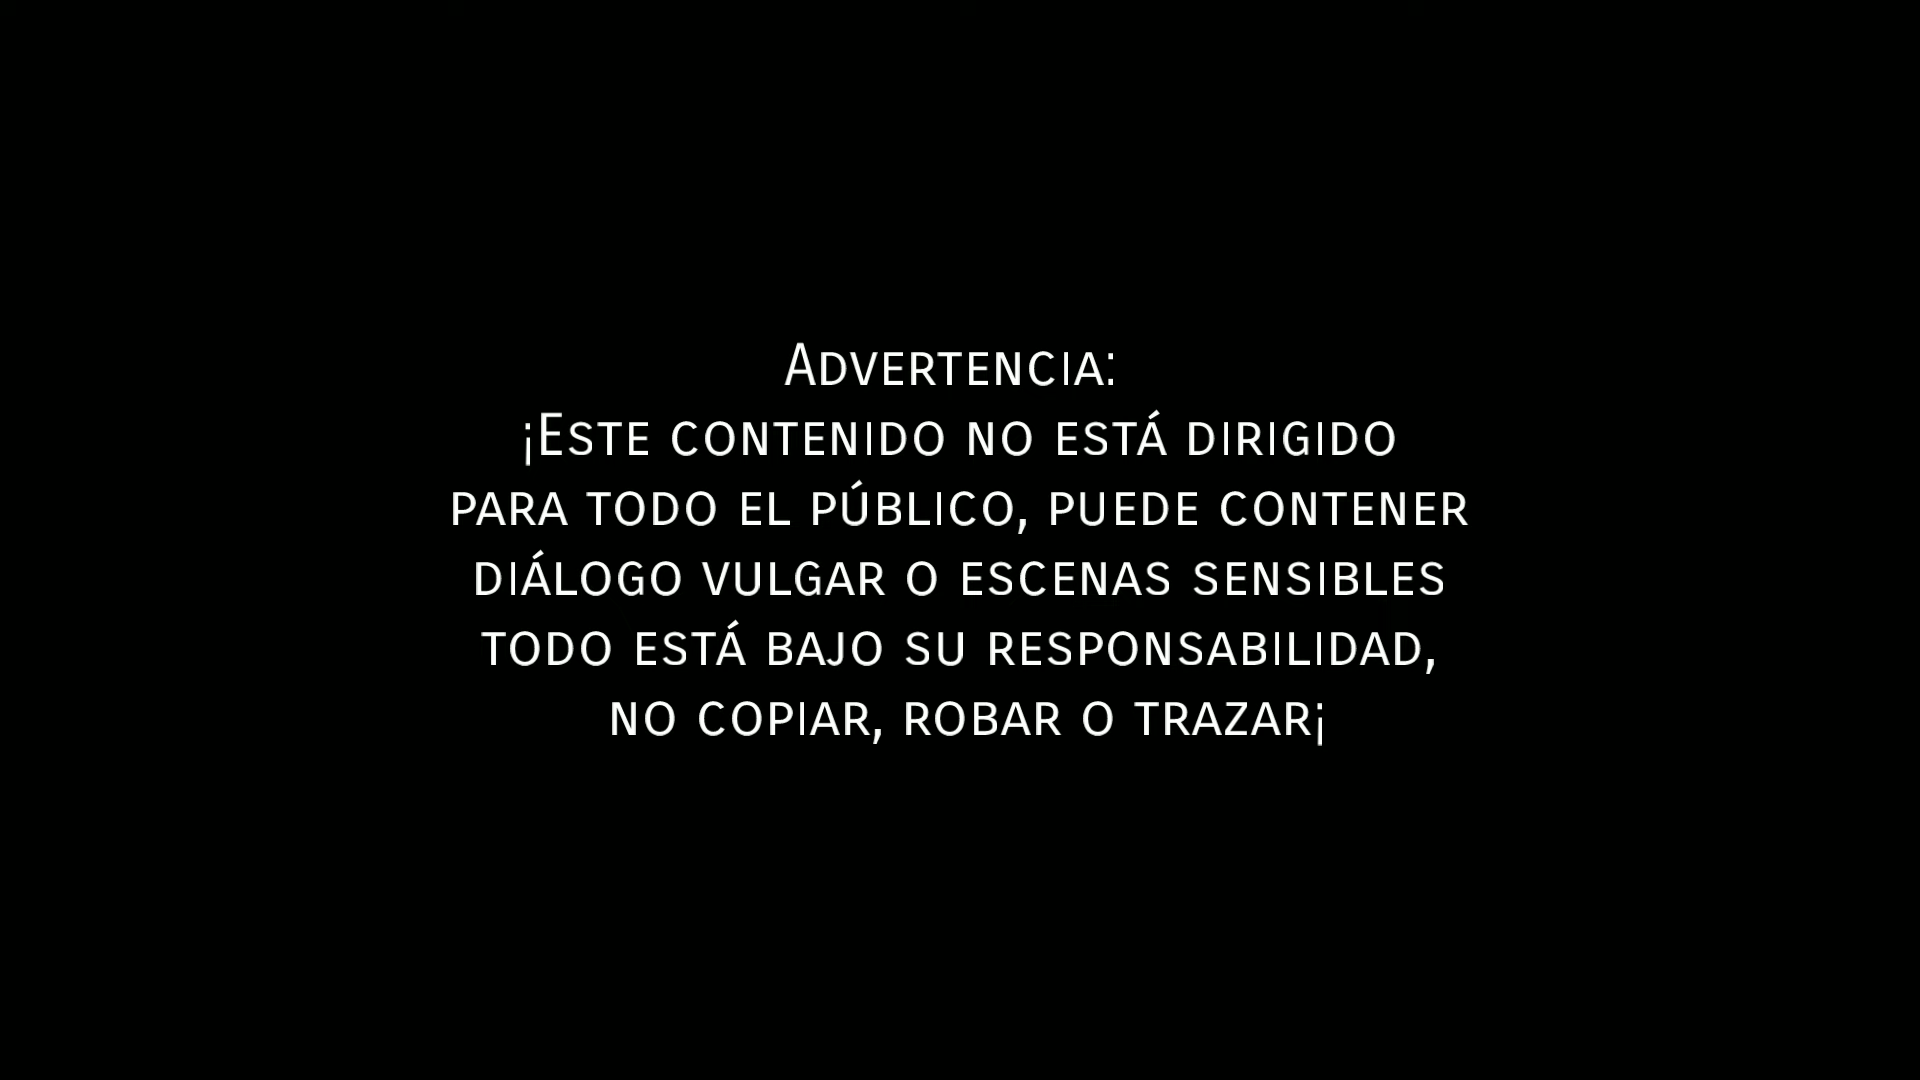 Advertencia:
¡Este contenido no está dirigido
para todo el público, puede contener
diálogo vulgar o escenas sensibles
todo está bajo su responsabilidad,
no copiar, robar o trazar¡